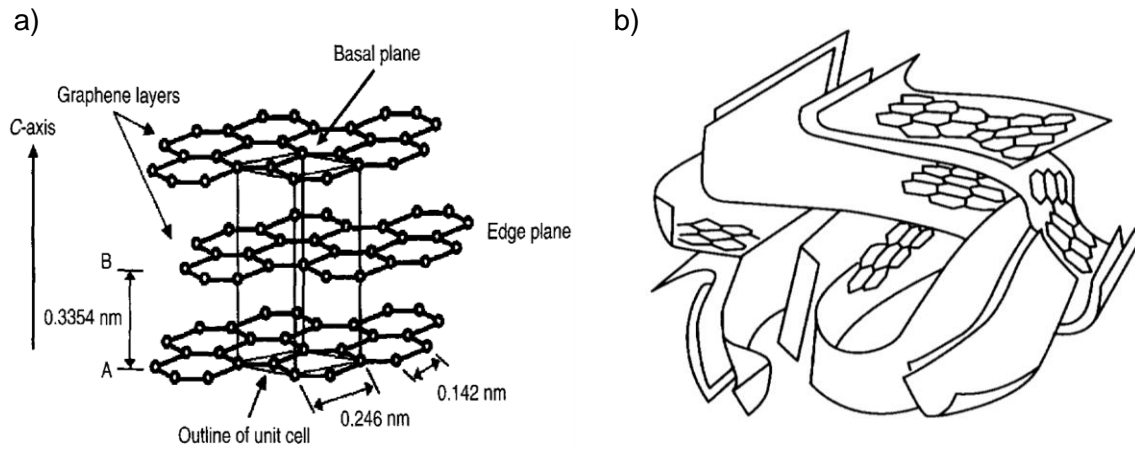 a)
b)
Basal plane
Graphene layers
C-axis
Edge plane
B
0.3354 nm
A
0.142 nm
0.246 nm
Outline of unit cell